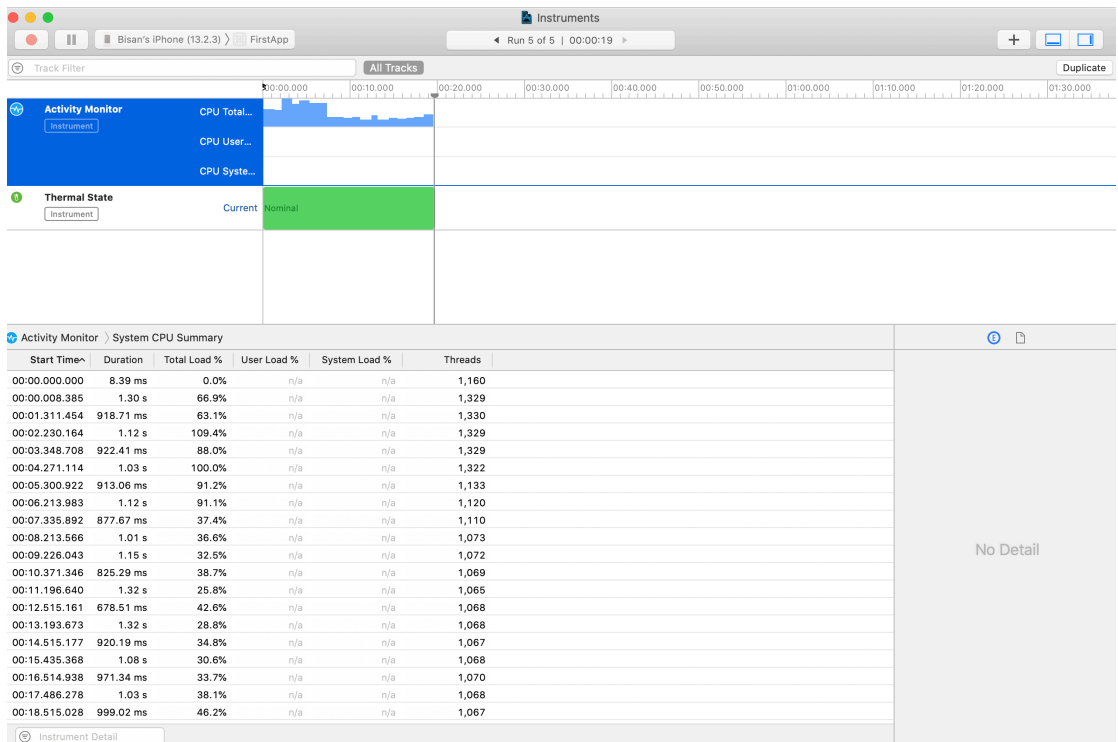 Instruments
Bisan's iPhone (13.2.3) 〉 FirstApp
Run 5 of 5 | 00:00:19
Track Filter
All Tracks
Duplicate
00:00.000 00:10.000 00:20.000 00:30.000 00:40.000 00:50.000 01:00.000 01:10.000 01:20.000 01:30.000
Activity Monitor
Instrument
CPU Total...
CPU User...
CPU Syste...
Thermal State
Instrument
Current
Nominal
Activity Monitor 〉 System CPU Summary
Start Time Duration Total Load % User Load % System Load % Threads
00:00.000.000 8.39 ms 0.0% n/a n/a 1,160
00:00.008.385 1.30 s 66.9% n/a n/a 1,329
00:01.311.454 918.71 ms 63.1% n/a n/a 1,330
00:02.230.164 1.12 s 109.4% n/a n/a 1,329
00:03.348.708 922.41 ms 88.0% n/a n/a 1,329
00:04.271.114 1.03 s 100.0% n/a n/a 1,322
00:05.300.922 913.06 ms 91.2% n/a n/a 1,133
00:06.213.983 1.12 s 91.1% n/a n/a 1,120
00:07.335.892 877.67 ms 37.4% n/a n/a 1,110
00:08.213.566 1.01 s 36.6% n/a n/a 1,073
00:09.226.043 1.15 s 32.5% n/a n/a 1,072
00:10.371.346 825.29 ms 38.7% n/a n/a 1,069
00:11.196.640 1.32 s 25.8% n/a n/a 1,065
00:12.515.161 678.51 ms 42.6% n/a n/a 1,068
00:13.193.673 1.32 s 28.8% n/a n/a 1,068
00:14.515.177 920.19 ms 34.8% n/a n/a 1,067
00:15.435.368 1.08 s 30.6% n/a n/a 1,068
00:16.514.938 971.34 ms 33.7% n/a n/a 1,070
00:17.486.278 1.03 s 38.1% n/a n/a 1,068
00:18.515.028 999.02 ms 46.2% n/a n/a 1,067
No Detail
Instrument Detail